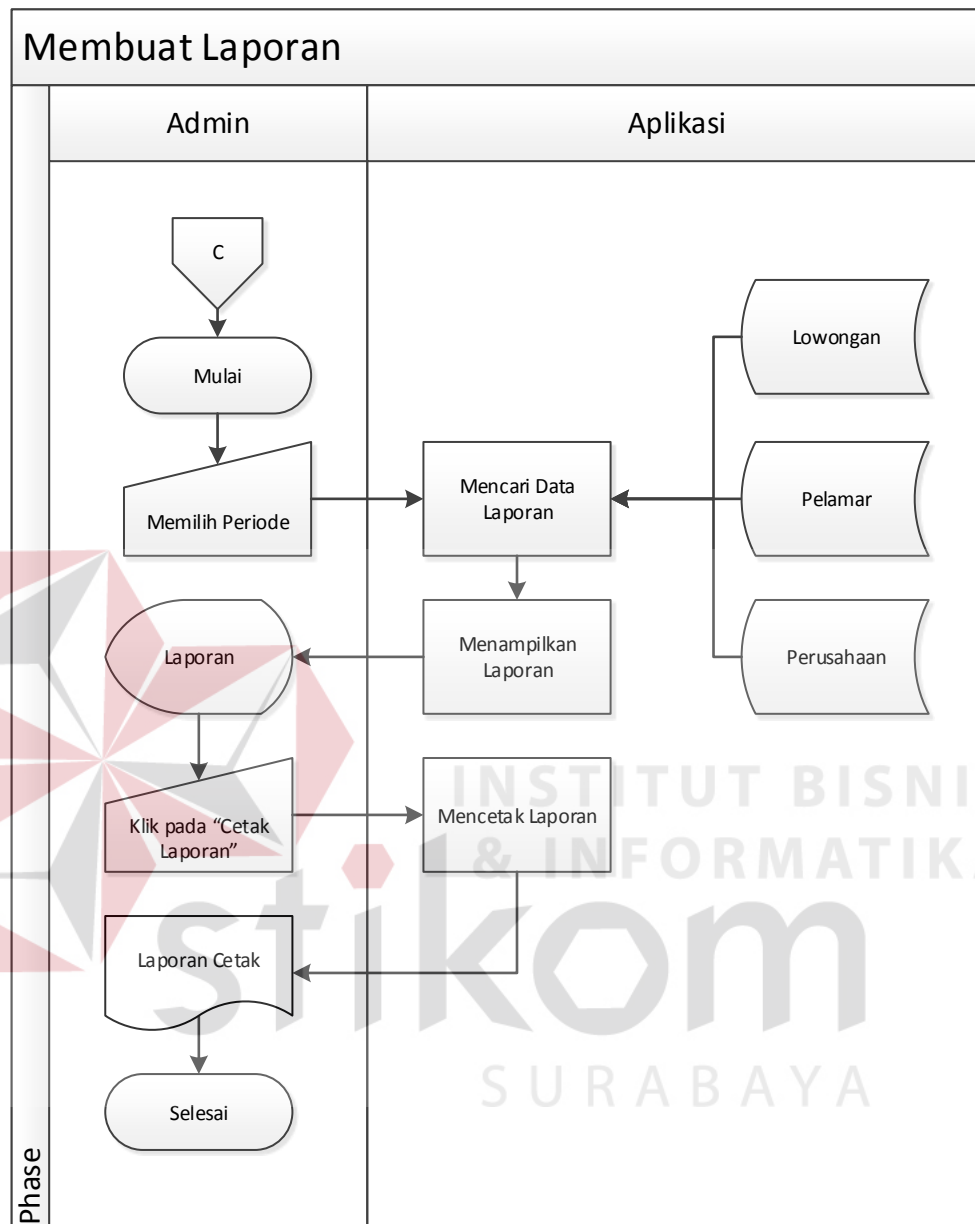 Membuat Laporan
Admin
Aplikasi
C
Mulai
Lowongan
Memilih Periode
Mencari Data
Laporan
Pelamar
Laporan
Menampilkan
Laporan
Perusahaan
Klik pada “Cetak
Laporan”
Mencetak Laporan
Laporan Cetak
Selesai
Phase
INSTITUT BISNI
& INFORMATIKA
stikom
SURABAYA